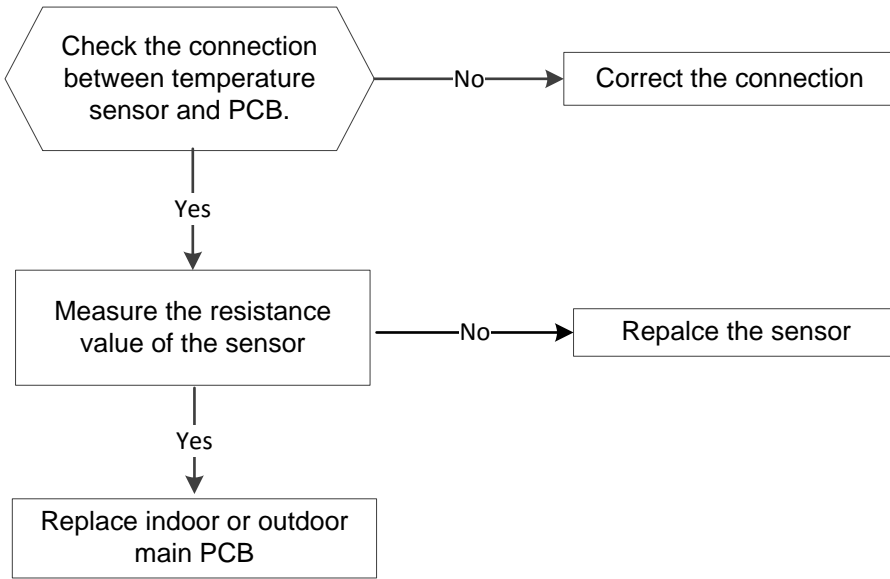 Check the connection
between temperature
sensor and PCB.
No
Correct the connection
Yes
Measure the resistance
value of the sensor
No
Repalce the sensor
Yes
Replace indoor or outdoor
main PCB